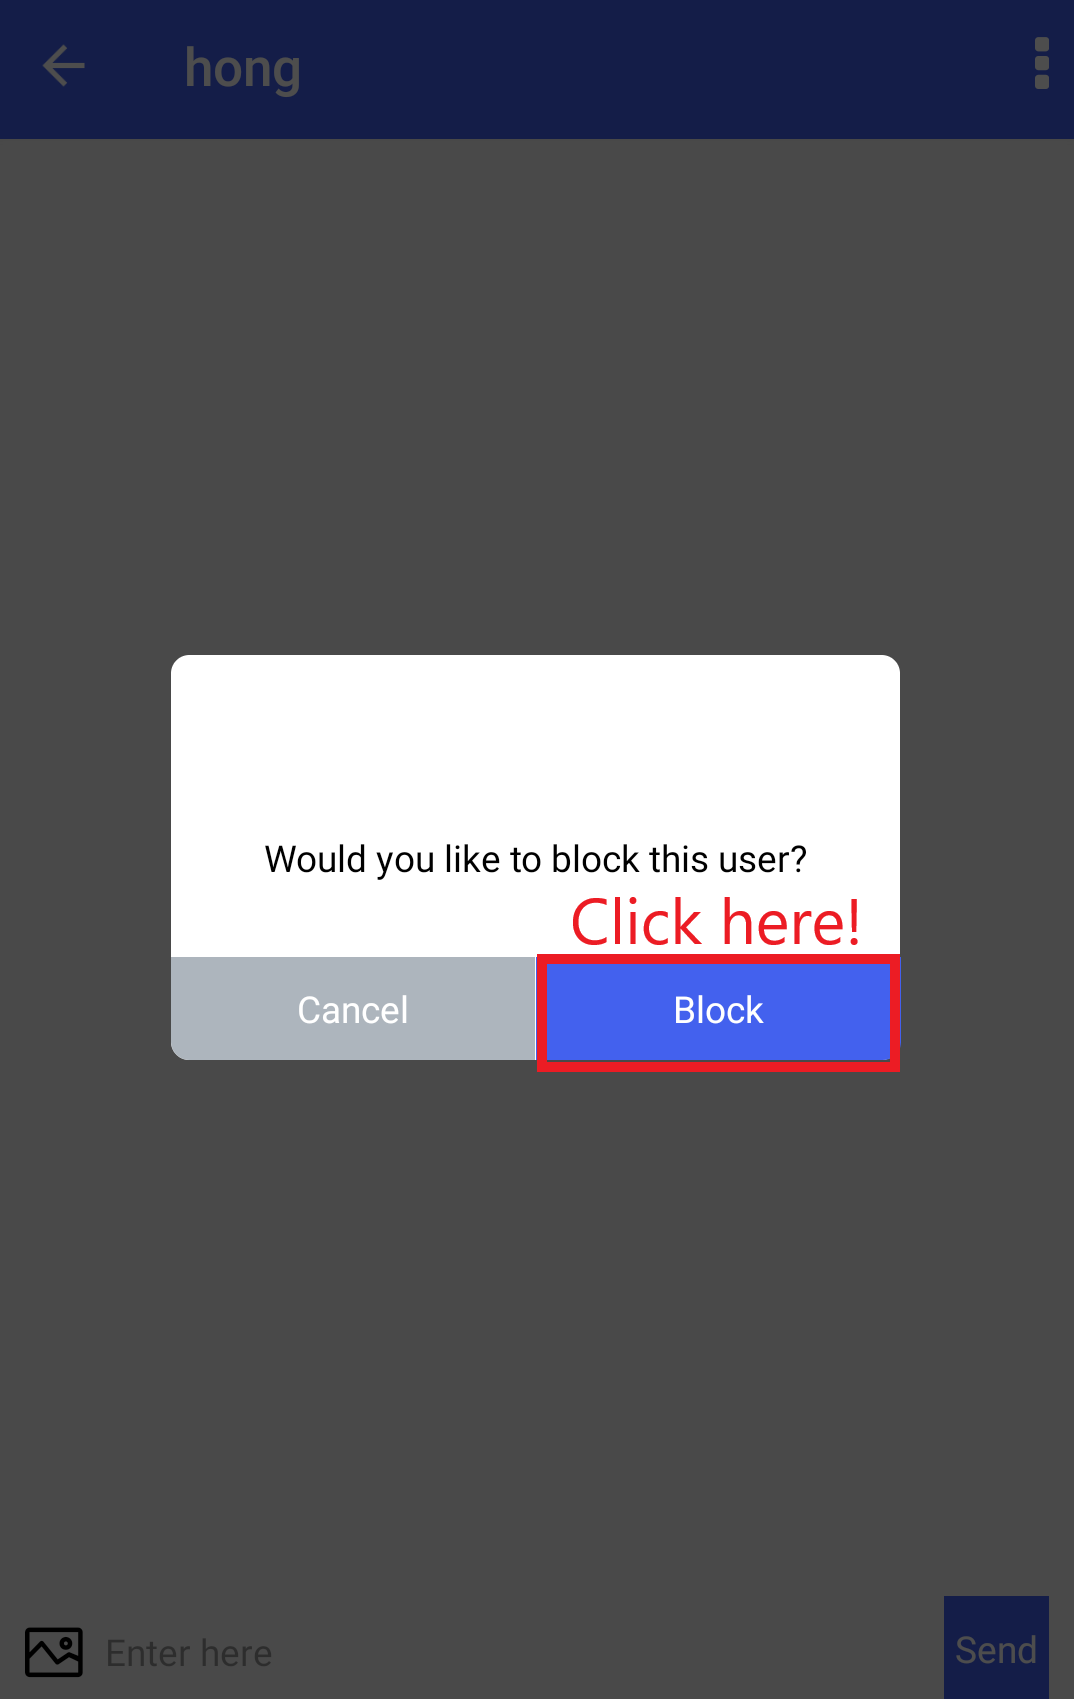 hong
Would you like to block this user?
Click here!
Cancel
Block
Enter here
Send